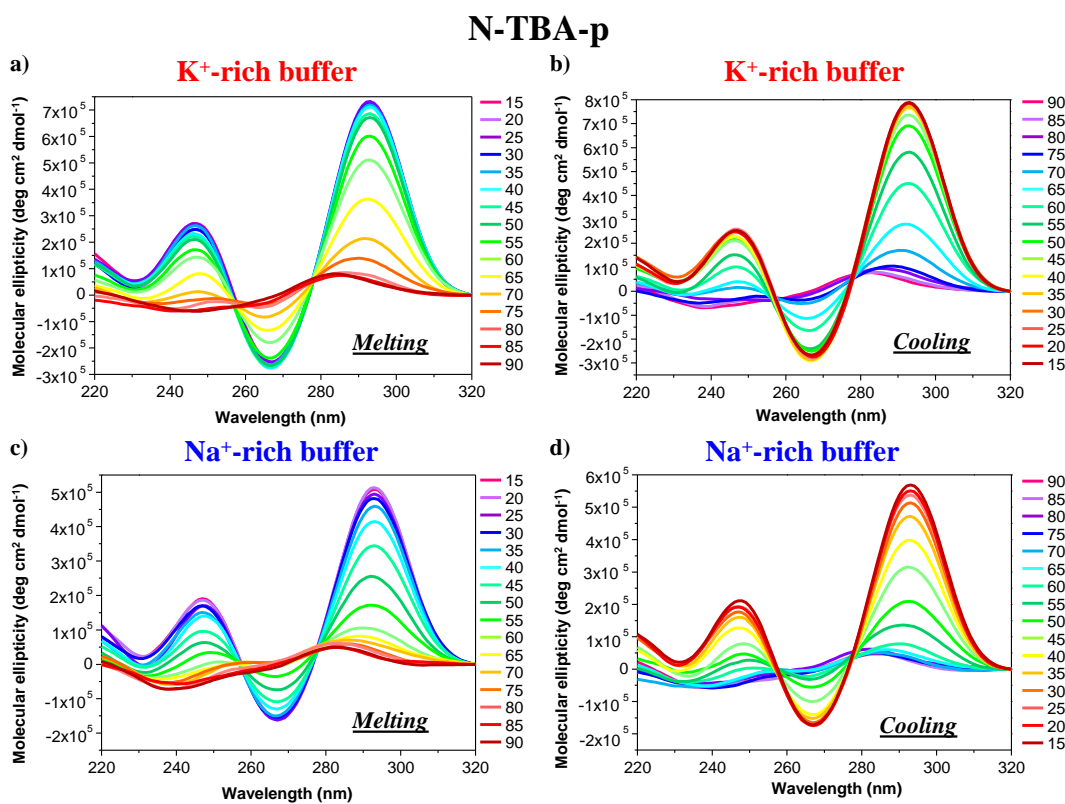 N-TBA-p
a)
K⁺-rich buffer
Molecular ellipticity (deg cm² dmol⁻¹)
7x10⁵
6x10⁵
5x10⁵
4x10⁵
3x10⁵
2x10⁵
1x10⁵
0
-1x10⁵
-2x10⁵
-3x10⁵
220 240 260 280 300 320
Wavelength (nm)
Melting
15
20
25
30
35
40
45
50
55
60
65
70
75
80
85
90
b)
K⁺-rich buffer
Molecular ellipticity (deg cm² dmol⁻¹)
8x10⁵
7x10⁵
6x10⁵
5x10⁵
4x10⁵
3x10⁵
2x10⁵
1x10⁵
0
-1x10⁵
-2x10⁵
-3x10⁵
220 240 260 280 300 320
Wavelength (nm)
Cooling
90
85
80
75
70
65
60
55
50
45
40
35
30
25
20
15
c)
Na⁺-rich buffer
Molecular ellipticity (deg cm² dmol⁻¹)
5x10⁵
4x10⁵
3x10⁵
2x10⁵
1x10⁵
0
-1x10⁵
-2x10⁵
220 240 260 280 300 320
Wavelength (nm)
Melting
15
20
25
30
35
40
45
50
55
60
65
70
75
80
85
90
d)
Na⁺-rich buffer
Molecular ellipticity (deg cm² dmol⁻¹)
6x10⁵
5x10⁵
4x10⁵
3x10⁵
2x10⁵
1x10⁵
0
-1x10⁵
-2x10⁵
220 240 260 280 300 320
Wavelength (nm)
Cooling
90
85
80
75
70
65
60
55
50
45
40
35
30
25
20
15